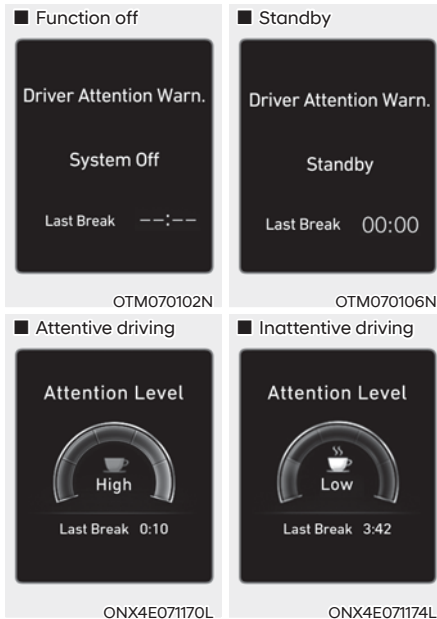 ■ Function off
Driver Attention Warn.
System Off
Last Break --:--
OTM070102N
■ Standby
Driver Attention Warn.
Standby
Last Break 00:00
OTM070106N
■ Attentive driving
Attention Level
High
Last Break 0:10
ONX4E071170L
■ Inattentive driving
Attention Level
Low
Last Break 3:42
ONX4E071174L